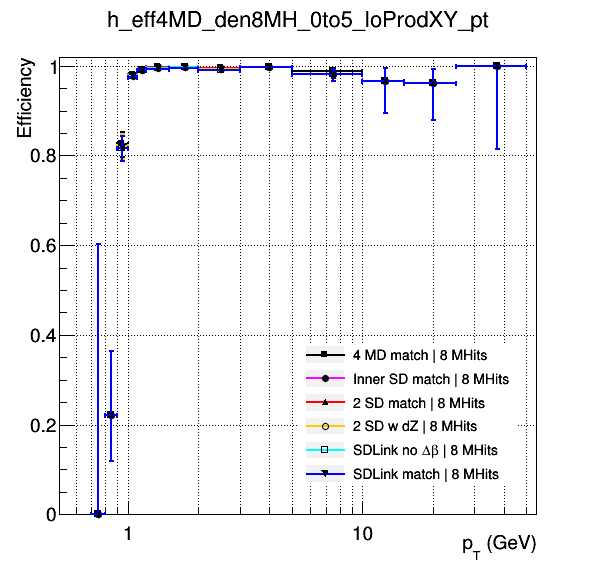 h_eff4MD_den8MH_0to5_loProdXY_pt
Efficiency
1
0.8
0.6
0.4
0.2
0
4 MD match | 8 MHits
Inner SD match | 8 MHits
2 SD match | 8 MHits
2 SD w dZ | 8 MHits
SDLink no Δβ | 8 MHits
SDLink match | 8 MHits
1
10
p_T (GeV)